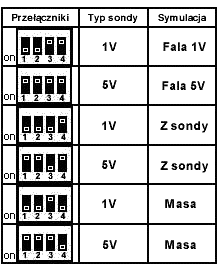 Przełączniki Typ sondy Symulacja
on 1 2 3 4 1V Fala 1V
on 1 2 3 4 5V Fala 5V
on 1 2 3 4 1V Z sondy
on 1 2 3 4 5V Z sondy
on 1 2 3 4 1V Masa
on 1 2 3 4 5V Masa